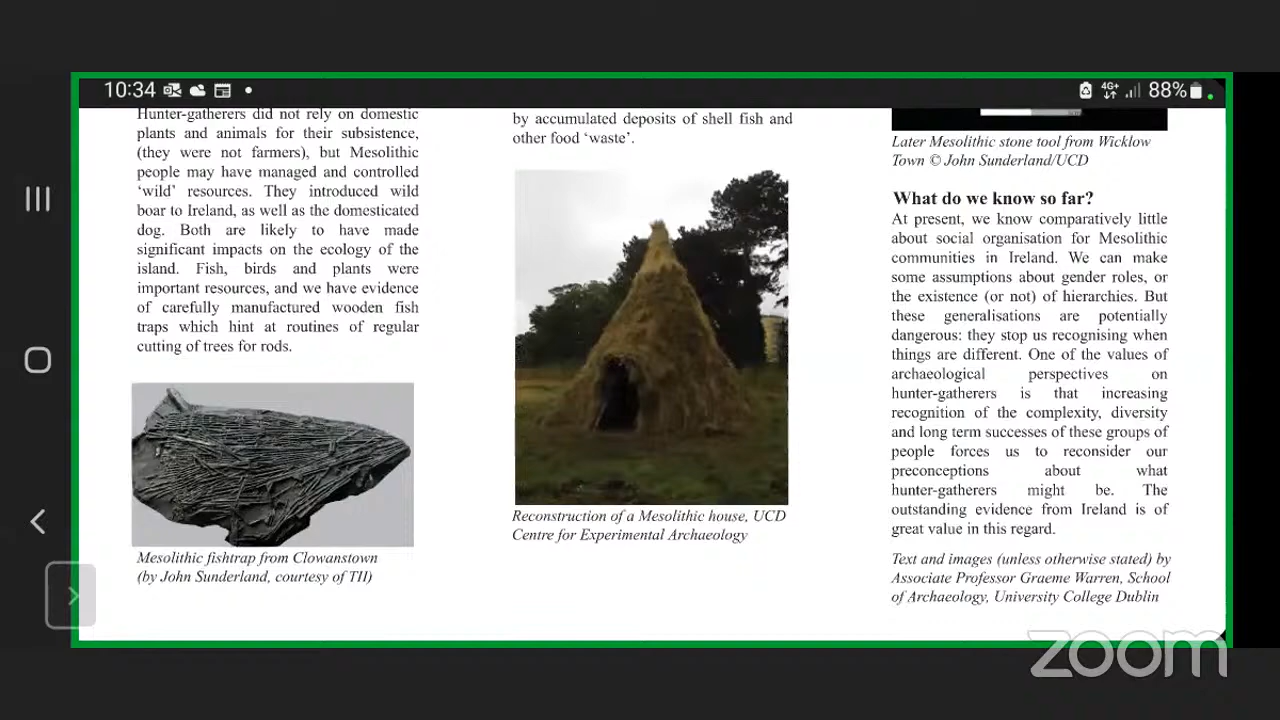 10:34
4G+
88%
Hunter-gatherers did not rely on domestic
plants and animals for their subsistence,
(they were not farmers), but Mesolithic
people may have managed and controlled
‘wild’ resources. They introduced wild
boar to Ireland, as well as the domesticated
dog. Both are likely to have made
significant impacts on the ecology of the
island. Fish, birds and plants were
important resources, and we have evidence
of carefully manufactured wooden fish
traps which hint at routines of regular
cutting of trees for rods.
Mesolithic fishtrap from Clowanstown
(by John Sunderland, courtesy of TII)
by accumulated deposits of shell fish and
other food ‘waste’.
Reconstruction of a Mesolithic house, UCD
Centre for Experimental Archaeology
Later Mesolithic stone tool from Wicklow
Town © John Sunderland/UCD
What do we know so far?
At present, we know comparatively little
about social organisation for Mesolithic
communities in Ireland. We can make
some assumptions about gender roles, or
the existence (or not) of hierarchies. But
these generalisations are potentially
dangerous: they stop us recognising when
things are different. One of the values of
archaeological perspectives on
hunter-gatherers is that increasing
recognition of the complexity, diversity
and long term successes of these groups of
people forces us to reconsider our
preconceptions about what
hunter-gatherers might be. The
outstanding evidence from Ireland is of
great value in this regard.
Text and images (unless otherwise stated) by
Associate Professor Graeme Warren, School
of Archaeology, University College Dublin
zoom